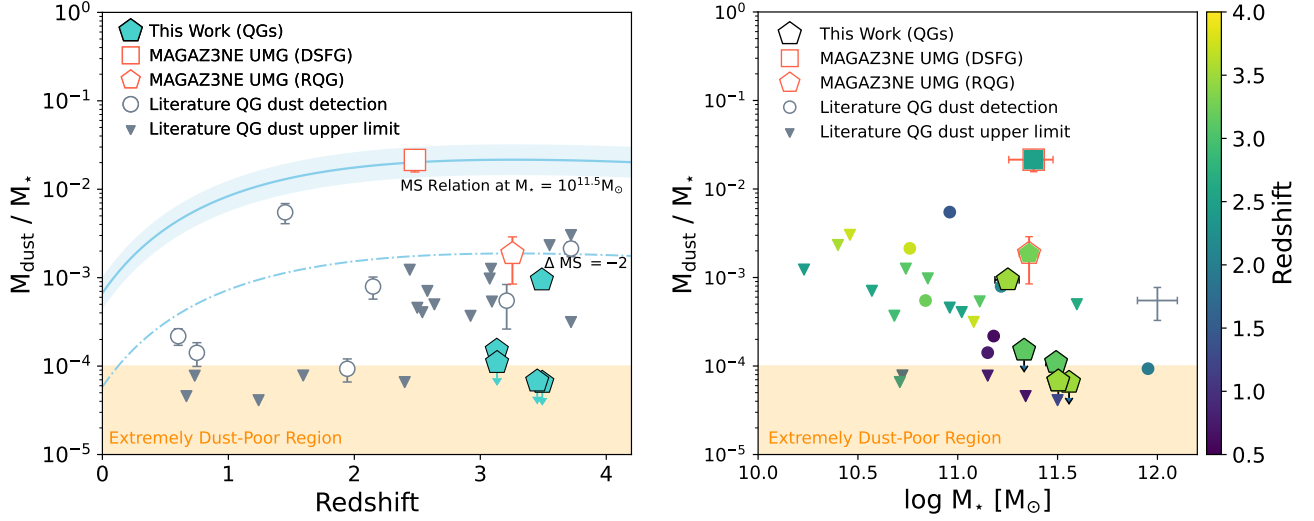 10⁰
10⁻¹
10⁻²
10⁻³
10⁻⁴
10⁻⁵
M_dust / M⋆
This Work (QGs)
MAGAZ3NE UMG (DSFG)
MAGAZ3NE UMG (RQG)
Literature QG dust detection
Literature QG dust upper limit
MS Relation at M⋆ = 10^11.5 M⊙
Δ MS = −2
Extremely Dust-Poor Region
0 1 2 3 4
Redshift
10⁰
10⁻¹
10⁻²
10⁻³
10⁻⁴
10⁻⁵
M_dust / M⋆
This Work (QGs)
MAGAZ3NE UMG (DSFG)
MAGAZ3NE UMG (RQG)
Literature QG dust detection
Literature QG dust upper limit
Extremely Dust-Poor Region
10.0 10.5 11.0 11.5 12.0
log M⋆ [M⊙]
4.0
3.5
3.0
2.5
2.0
1.5
1.0
0.5
Redshift